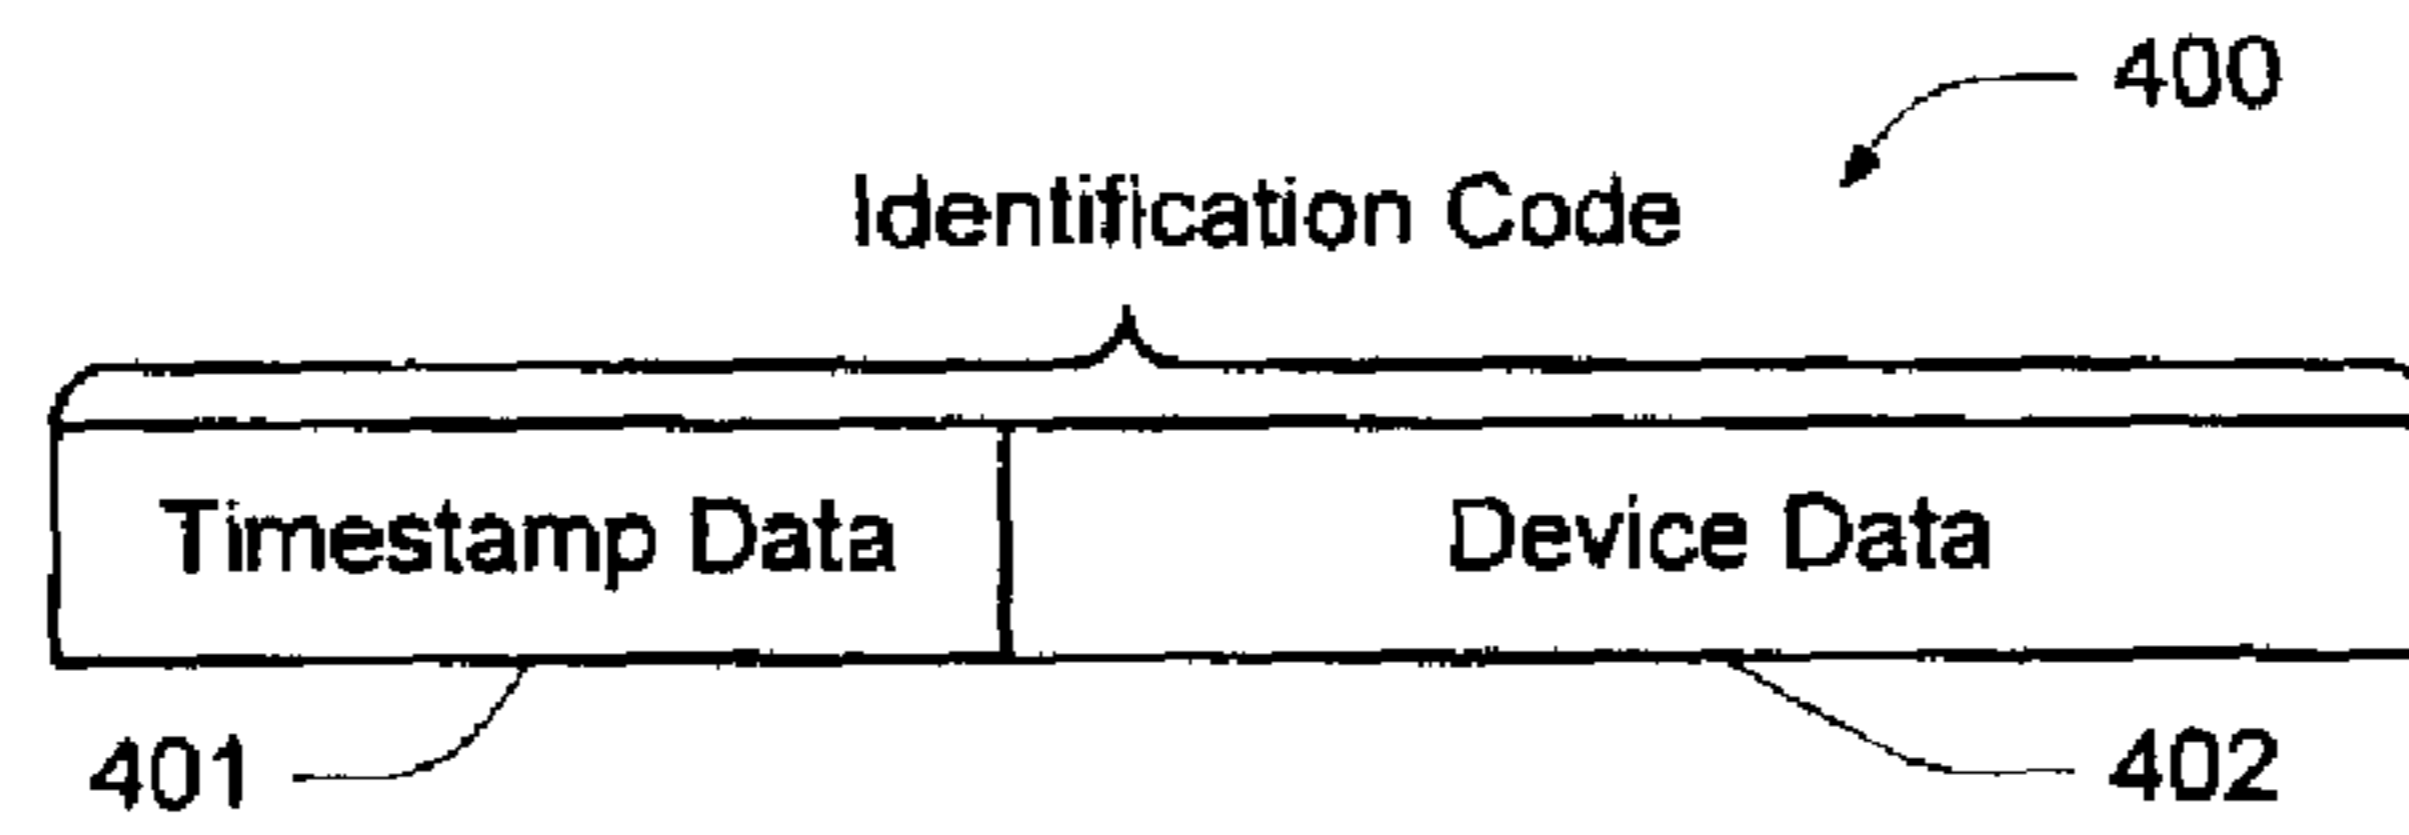 400
Identification Code
Timestamp Data Device Data
401 402